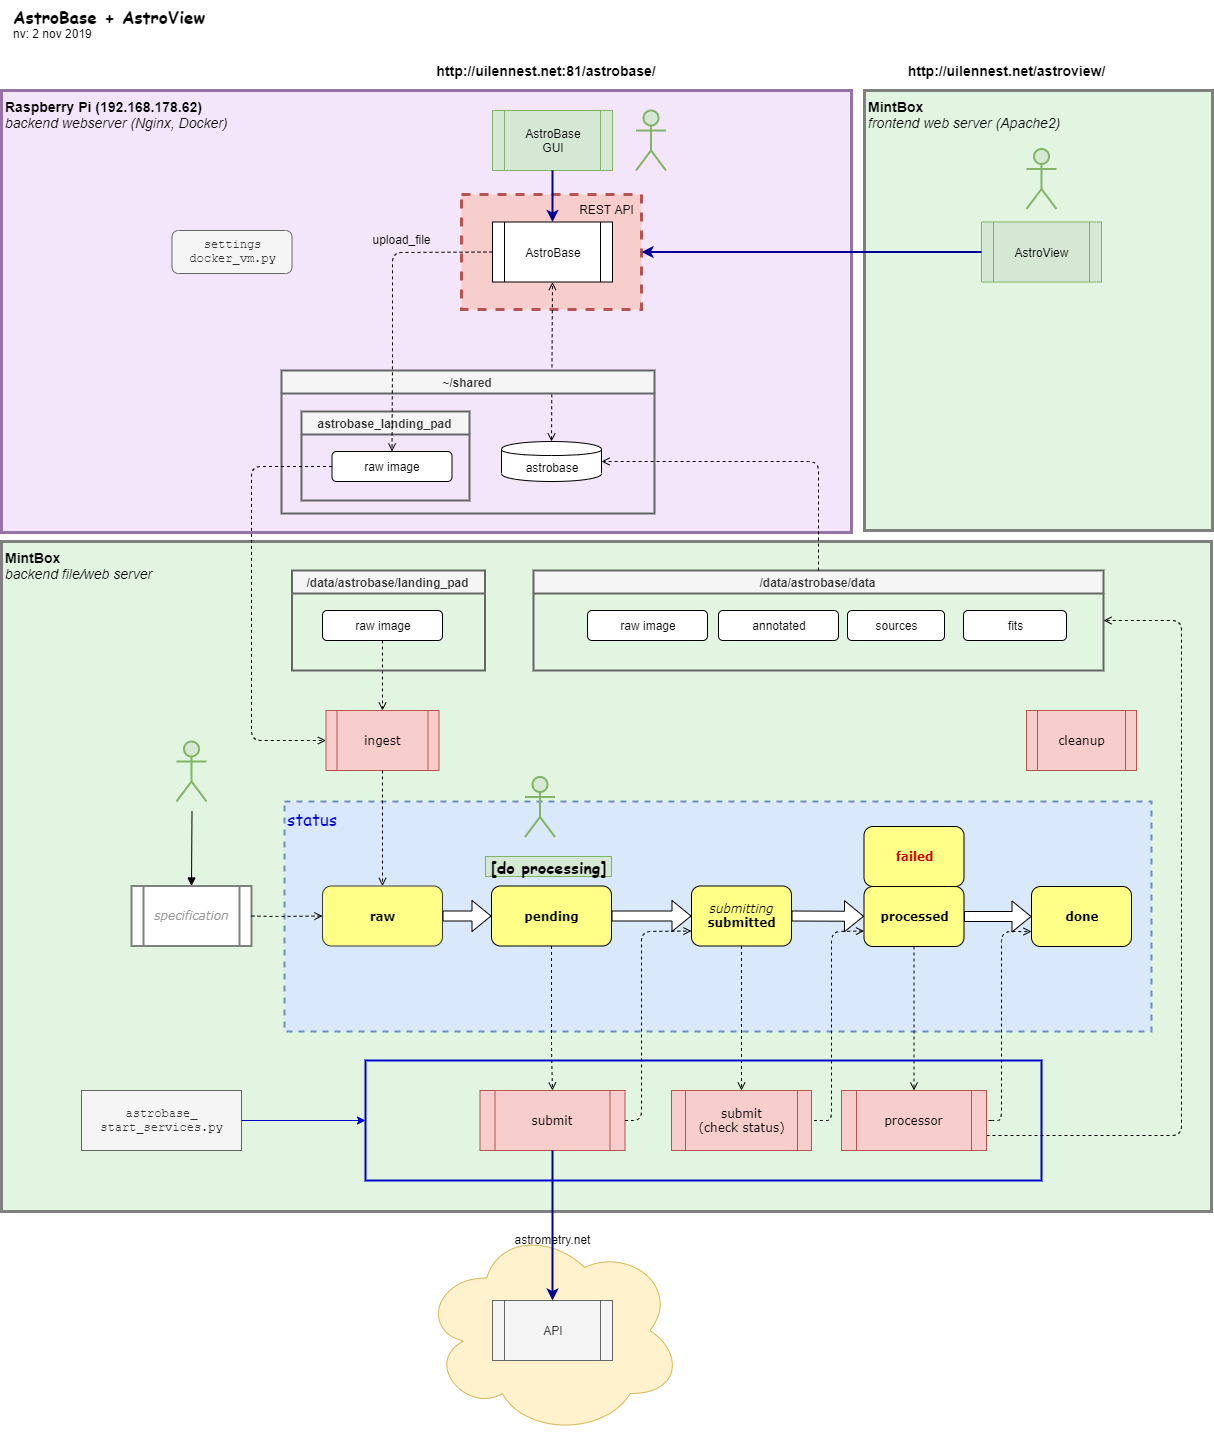 AstroBase + AstroView
nv: 2 nov 2019
http://uilennest.net:81/astrobase/
http://uilennest.net/astroview/
Raspberry Pi (192.168.178.62)
backend webserver (Nginx, Docker)
MintBox
frontend web server (Apache2)
AstroBase
GUI
REST API
settings
docker_vm.py
upload_file
AstroBase
AstroView
~/shared
astrobase_landing_pad
raw image
astrobase
MintBox
backend file/web server
/data/astrobase/landing_pad
raw image
/data/astrobase/data
raw image
annotated
sources
fits
ingest
cleanup
status
[do processing]
failed
specification
raw
pending
submitting
submitted
processed
done
astrobase_
start_services.py
submit
submit
(check status)
processor
astrometry.net
API